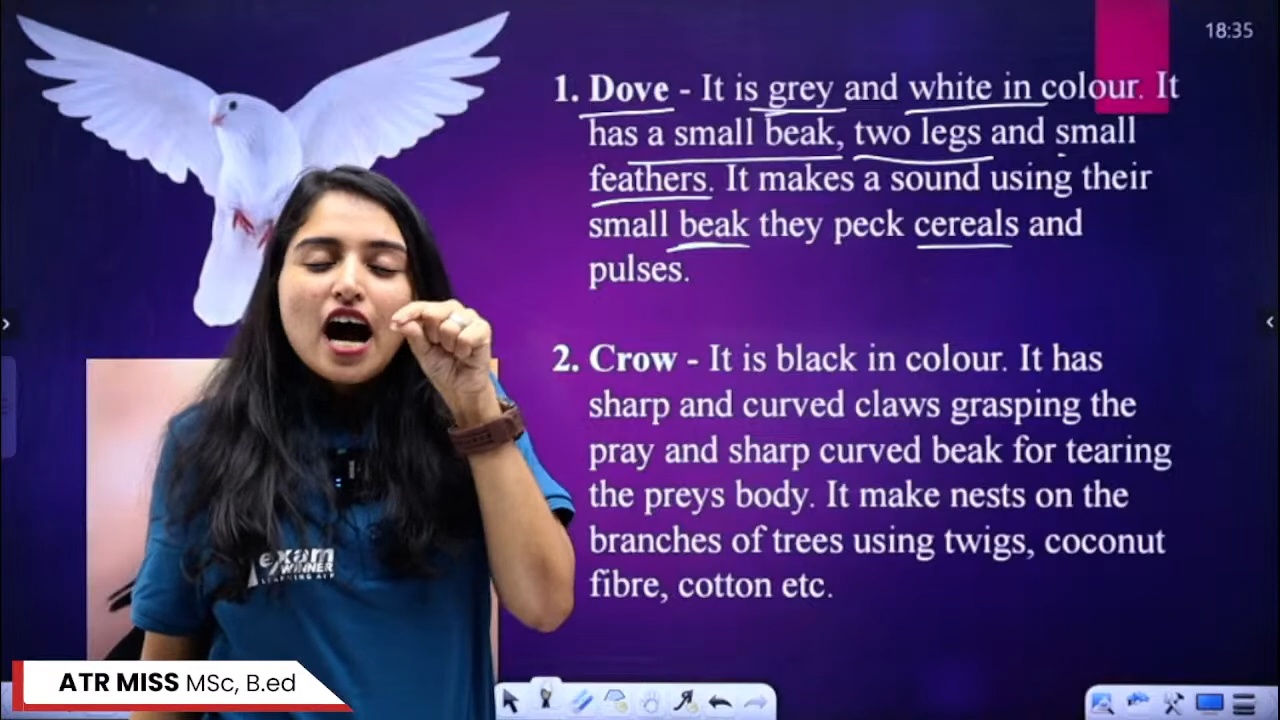 18:35
1. Dove - It is grey and white in colour. It
has a small beak, two legs and small
feathers. It makes a sound using their
small beak they peck cereals and
pulses.
2. Crow - It is black in colour. It has
sharp and curved claws grasping the
pray and sharp curved beak for tearing
the preys body. It make nests on the
branches of trees using twigs, coconut
fibre, cotton etc.
exam
WINNER
LEARNING APP
ATR MISS MSc, B.ed